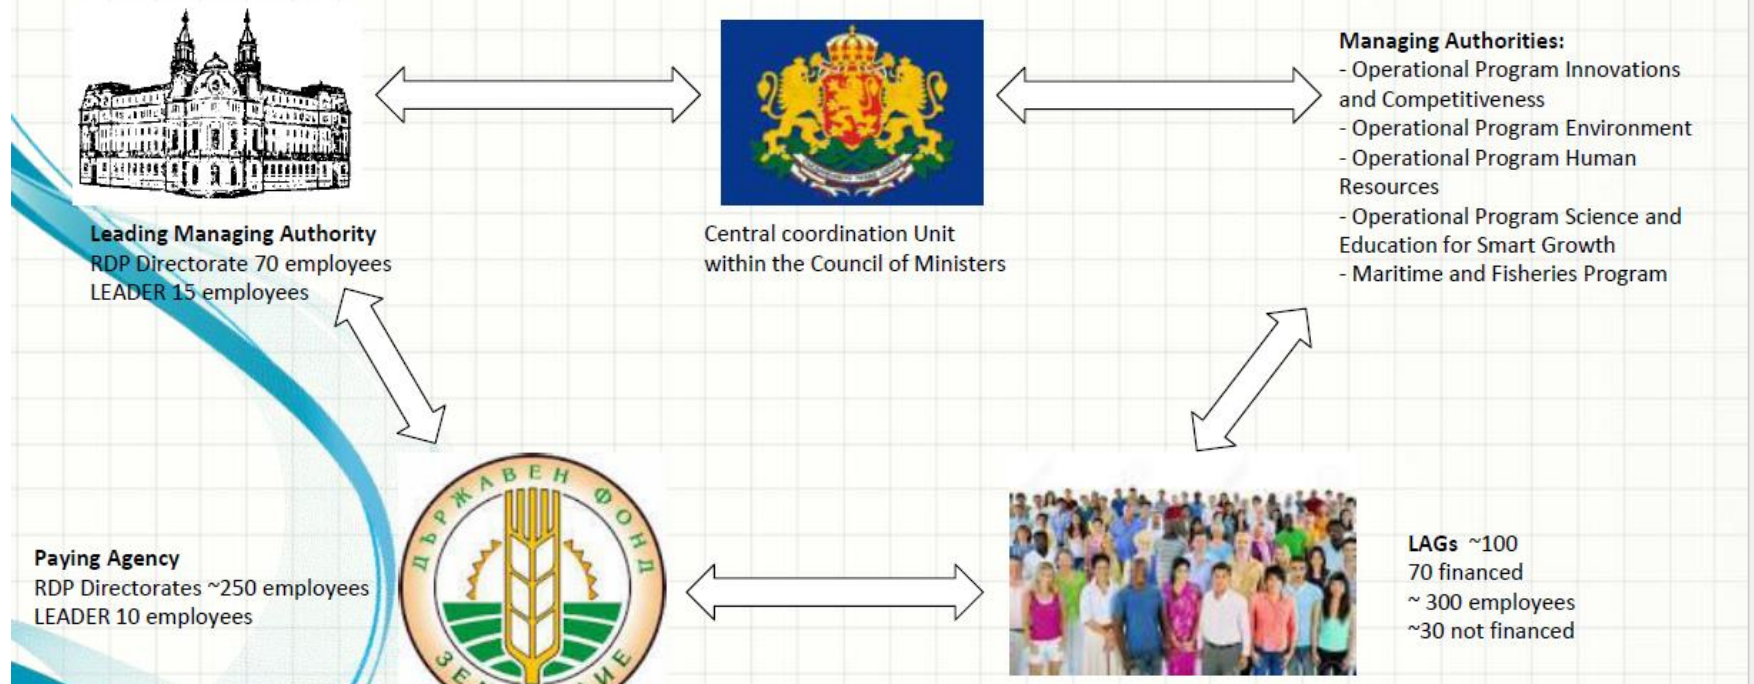 Leading Managing Authority
RDP Directorate 70 employees
LEADER 15 employees
Central coordination Unit
within the Council of Ministers
Managing Authorities:
- Operational Program Innovations
and Competitiveness
- Operational Program Environment
- Operational Program Human
Resources
- Operational Program Science and
Education for Smart Growth
- Maritime and Fisheries Program
Paying Agency
RDP Directorates ~250 employees
LEADER 10 employees
ДЪРЖАВЕН ФОНД
LAGs ~100
70 financed
~ 300 employees
~30 not financed